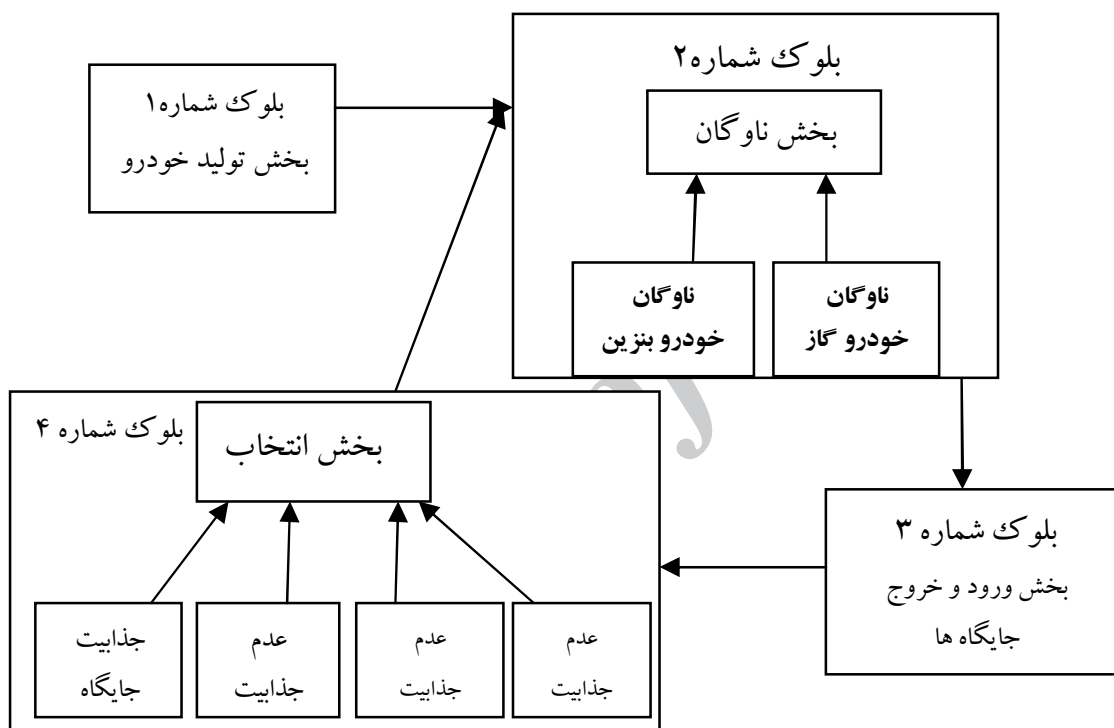 بلوک شماره۱
بخش تولید خودرو
بلوک شماره۲
بخش ناوگان
ناوگان
خودرو گاز
ناوگان
خودرو بنزین
بلوک شماره ۳
بخش ورود و خروج
جایگاه ها
بلوک شماره ۴
بخش انتخاب
عدم
جذابیت
عدم
جذابیت
عدم
جذابیت
جذابیت
جایگاه